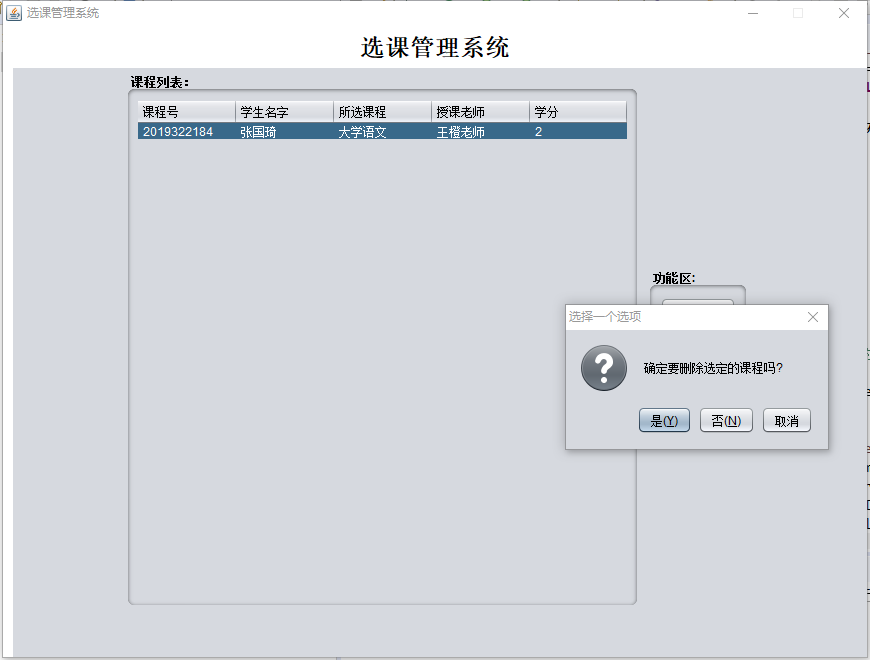 选课管理系统
选课管理系统
课程列表：
课程号 学生名字 所选课程 授课老师 学分
2019322184 张国琦 大学语文 王橙老师 2
功能区:
选择一个选项
确定要删除选定的课程吗?
是(Y) 否(N) 取消